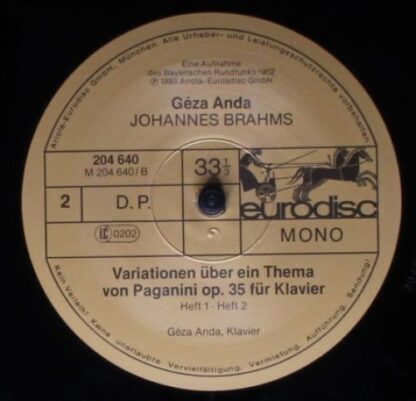 Ariola-Eurodisc GmbH., München. Alle Urheber- und Leistungsschutzrechte vorbehalten
Eine Aufnahme
des Bayerischen Rundfunks 1952
Ariola-Eurodisc GmbH
Géza Anda
JOHANNES BRAHMS
204 640
M 204 640/B
33 1/3
2
D. P.
eurodisc
LC 0202
MONO
Variationen über ein Thema
von Paganini op. 35 für Klavier
Heft 1 · Heft 2
Géza Anda, Klavier
Kein Verleih! Keine unerlaubte Vervielfältigung, Vermietung, Aufführung, Sendung!